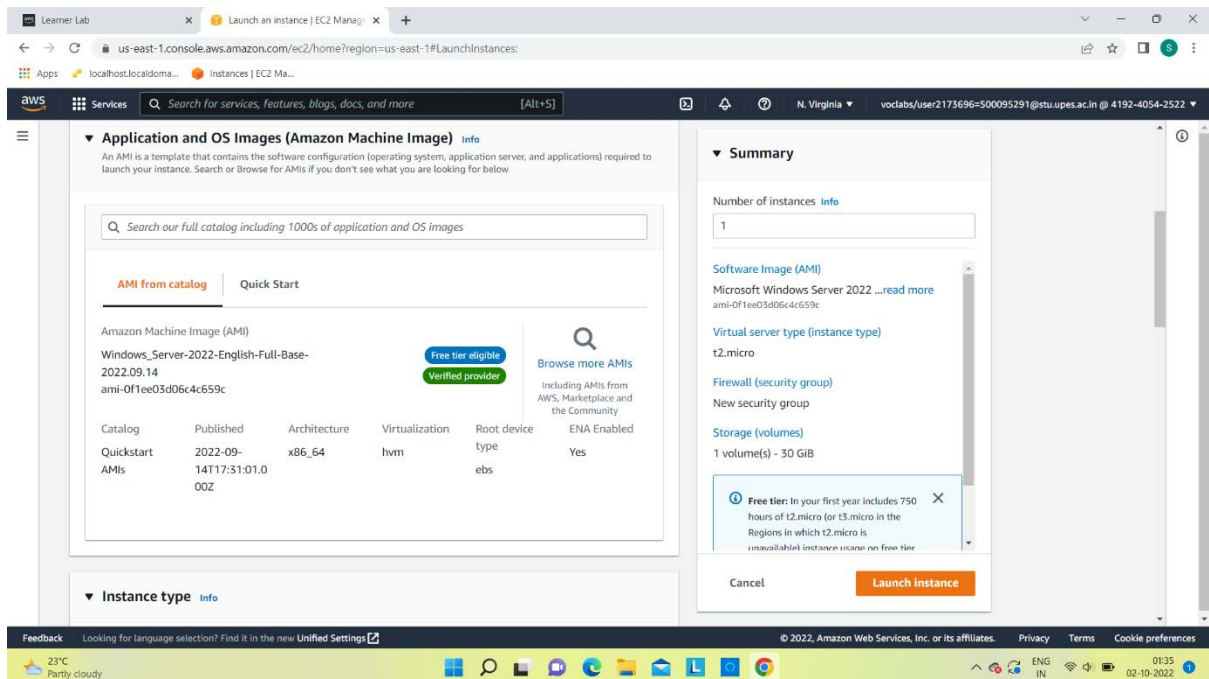 Learner Lab
Launch an instance | EC2 Manag
us-east-1.console.aws.amazon.com/ec2/home?region=us-east-1#LaunchInstances:
S
Apps
localhost.localdoma...
Instances | EC2 Ma...
aws
Services
Search for services, features, blogs, docs, and more
[Alt+S]
N. Virginia
voclabs/user2173696=500095291@stu.upes.ac.in @ 4192-4054-2522
Application and OS Images (Amazon Machine Image) Info
An AMI is a template that contains the software configuration (operating system, application server, and applications) required to
launch your instance. Search or Browse for AMIs if you don't see what you are looking for below
Search our full catalog including 1000s of application and OS images
AMI from catalog
Quick Start
Amazon Machine Image (AMI)
Windows_Server-2022-English-Full-Base-
2022.09.14
ami-0f1ee03d06c4c659c
Free tier eligible
Verified provider
Browse more AMIs
Including AMIs from
AWS, Marketplace and
the Community
Catalog
Quickstart
AMIs
Published
2022-09-
14T17:31:01.0
00Z
Architecture
x86_64
Virtualization
hvm
Root device
type
ebs
ENA Enabled
Yes
Instance type Info
Summary
Number of instances Info
1
Software Image (AMI)
Microsoft Windows Server 2022 ...read more
ami-0f1ee03d06c4c659c
Virtual server type (instance type)
t2.micro
Firewall (security group)
New security group
Storage (volumes)
1 volume(s) - 30 GiB
Free tier: In your first year includes 750
hours of t2.micro (or t3.micro in the
Regions in which t2.micro is
unavailable) instance usage on free tier
Cancel
Launch instance
Feedback
Looking for language selection? Find it in the new Unified Settings
© 2022, Amazon Web Services, Inc. or its affiliates.
Privacy
Terms
Cookie preferences
23°C
Partly cloudy
L
ENG
IN
01:35
02-10-2022
1